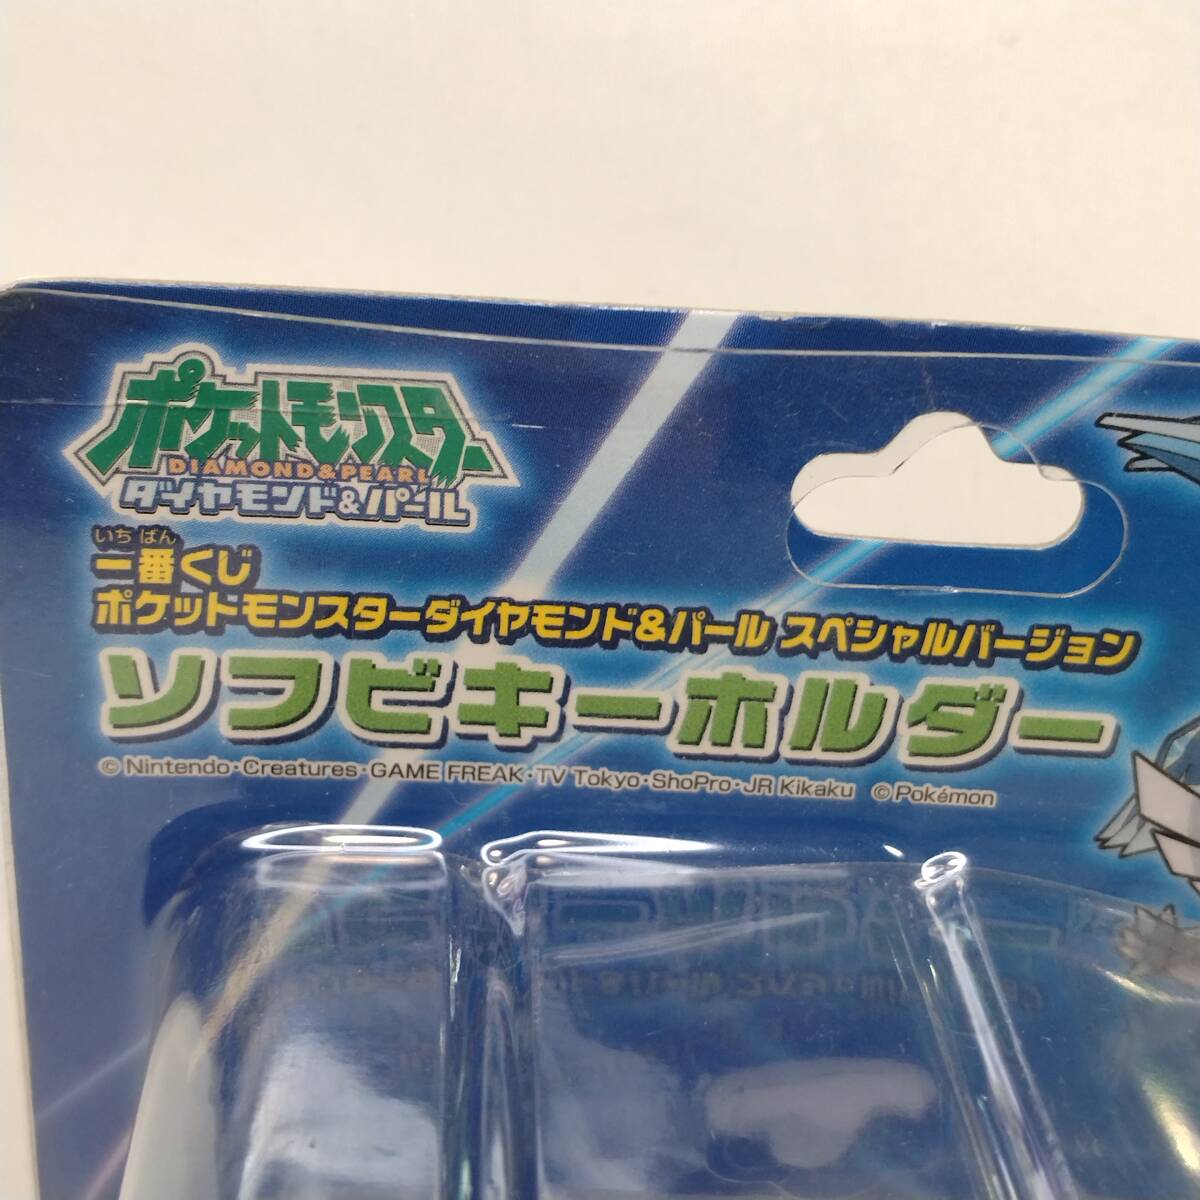 ポケットモンスター
DIAMOND&PEARL
ダイヤモンド&パール
いちばん
一番くじ
ポケットモンスターダイヤモンド&パール スペシャルバージョン
ソフビキーホルダー
© Nintendo・Creatures・GAME FREAK・TV Tokyo・ShoPro・JR Kikaku © Pokémon